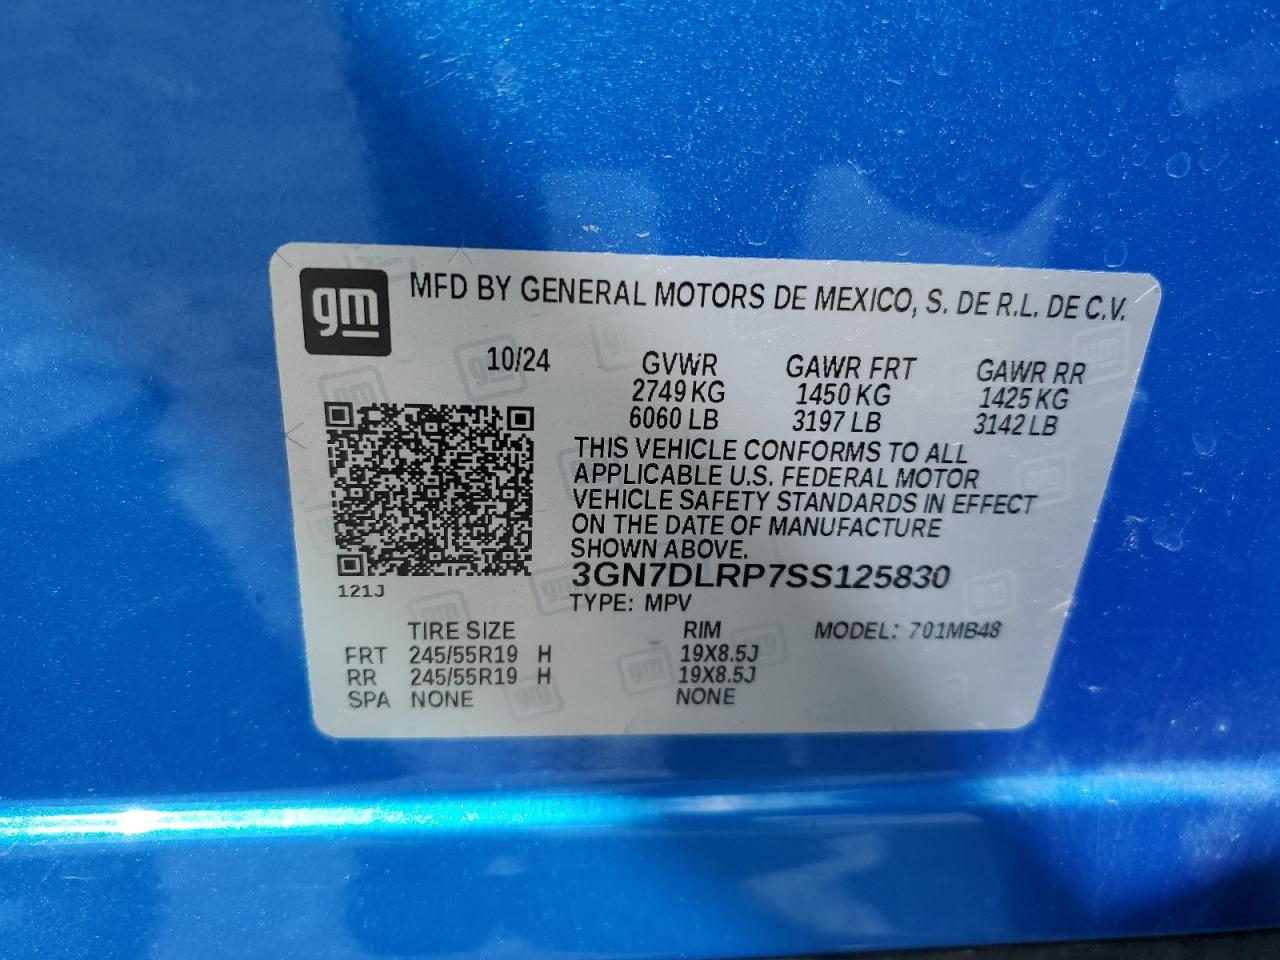 gm MFD BY GENERAL MOTORS DE MEXICO, S. DE R.L. DE C.V.
10/24 GVWR GAWR FRT GAWR RR
2749 KG 1450 KG 1425 KG
6060 LB 3197 LB 3142 LB
THIS VEHICLE CONFORMS TO ALL
APPLICABLE U.S. FEDERAL MOTOR
VEHICLE SAFETY STANDARDS IN EFFECT
ON THE DATE OF MANUFACTURE
SHOWN ABOVE.
3GN7DLRP7SS125830
121J TYPE: MPV
TIRE SIZE RIM MODEL: 701MB48
FRT 245/55R19 H 19X8.5J
RR 245/55R19 H 19X8.5J
SPA NONE NONE